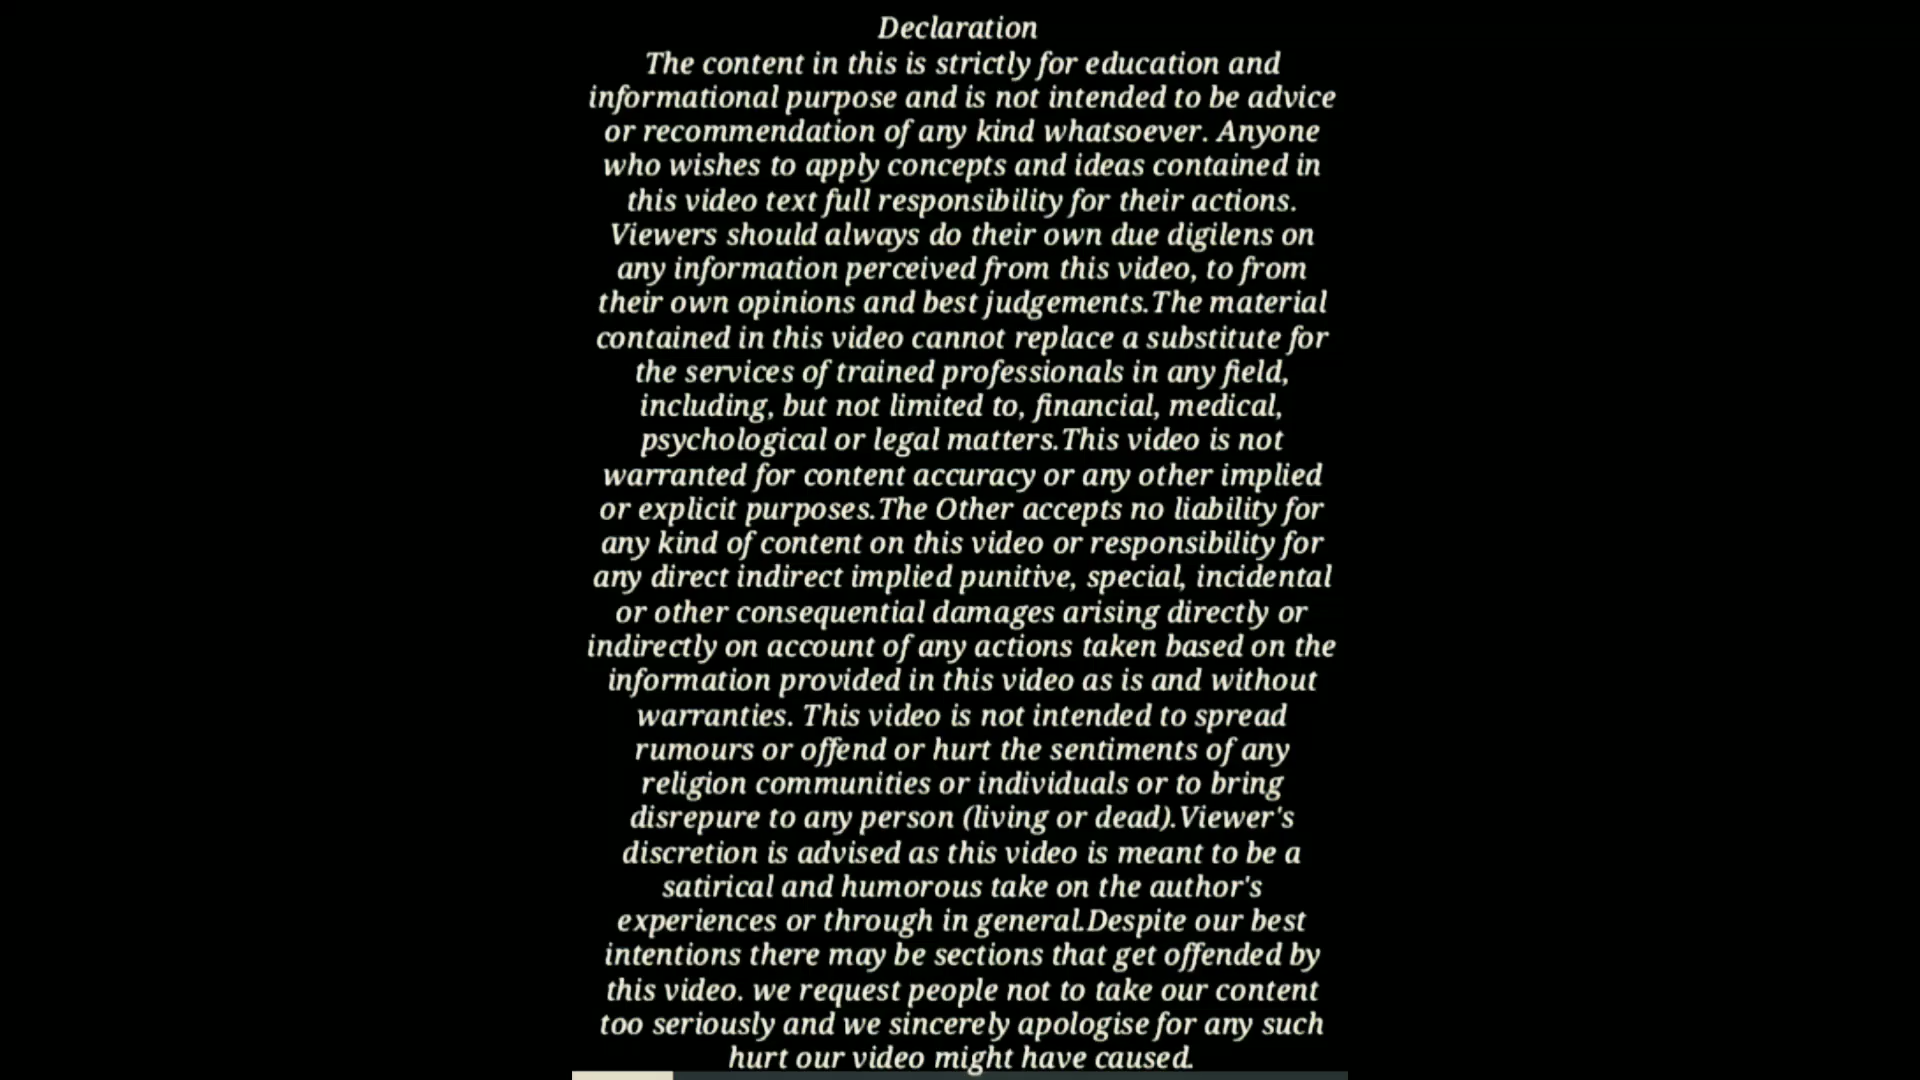 Declaration
The content in this is strictly for education and
informational purpose and is not intended to be advice
or recommendation of any kind whatsoever. Anyone
who wishes to apply concepts and ideas contained in
this video text full responsibility for their actions.
Viewers should always do their own due digilens on
any information perceived from this video, to from
their own opinions and best judgements.The material
contained in this video cannot replace a substitute for
the services of trained professionals in any field,
including, but not limited to, financial, medical,
psychological or legal matters.This video is not
warranted for content accuracy or any other implied
or explicit purposes.The Other accepts no liability for
any kind of content on this video or responsibility for
any direct indirect implied punitive, special, incidental
or other consequential damages arising directly or
indirectly on account of any actions taken based on the
information provided in this video as is and without
warranties. This video is not intended to spread
rumours or offend or hurt the sentiments of any
religion communities or individuals or to bring
disrepure to any person (living or dead).Viewer's
discretion is advised as this video is meant to be a
satirical and humorous take on the author's
experiences or through in general.Despite our best
intentions there may be sections that get offended by
this video. we request people not to take our content
too seriously and we sincerely apologise for any such
hurt our video might have caused.